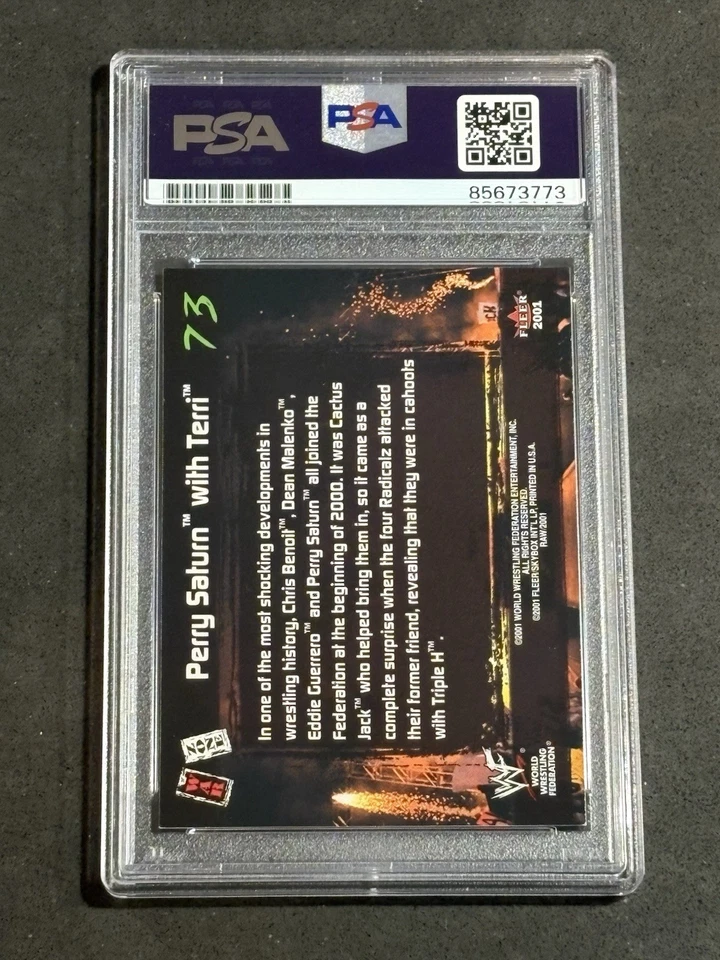 PSA
PSA
85673773
WAR
ZONE
Perry Saturn™ with Terri™
73
In one of the most shocking developments in
wrestling history, Chris Benoit™, Dean Malenko™,
Eddie Guerrero™ and Perry Saturn™ all joined the
Federation at the beginning of 2000. It was Cactus
Jack™ who helped bring them in, so it came as a
complete surprise when the four Radicalz attacked
their former friend, revealing that they were in cahoots
with Triple H™.
WORLD
WRESTLING
FEDERATION®
©2001 WORLD WRESTLING FEDERATION ENTERTAINMENT, INC.
ALL RIGHTS RESERVED.
©2001 FLEER/SKYBOX INT'L LP. PRINTED IN U.S.A.
RAW 2001
FLEER®
2001